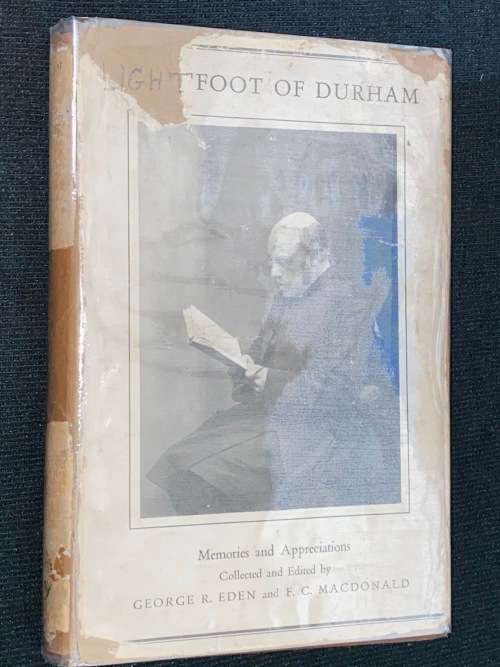 LIGHTFOOT OF DURHAM
Memories and Appreciations
Collected and Edited by
GEORGE R. EDEN and F. C. MACDONALD